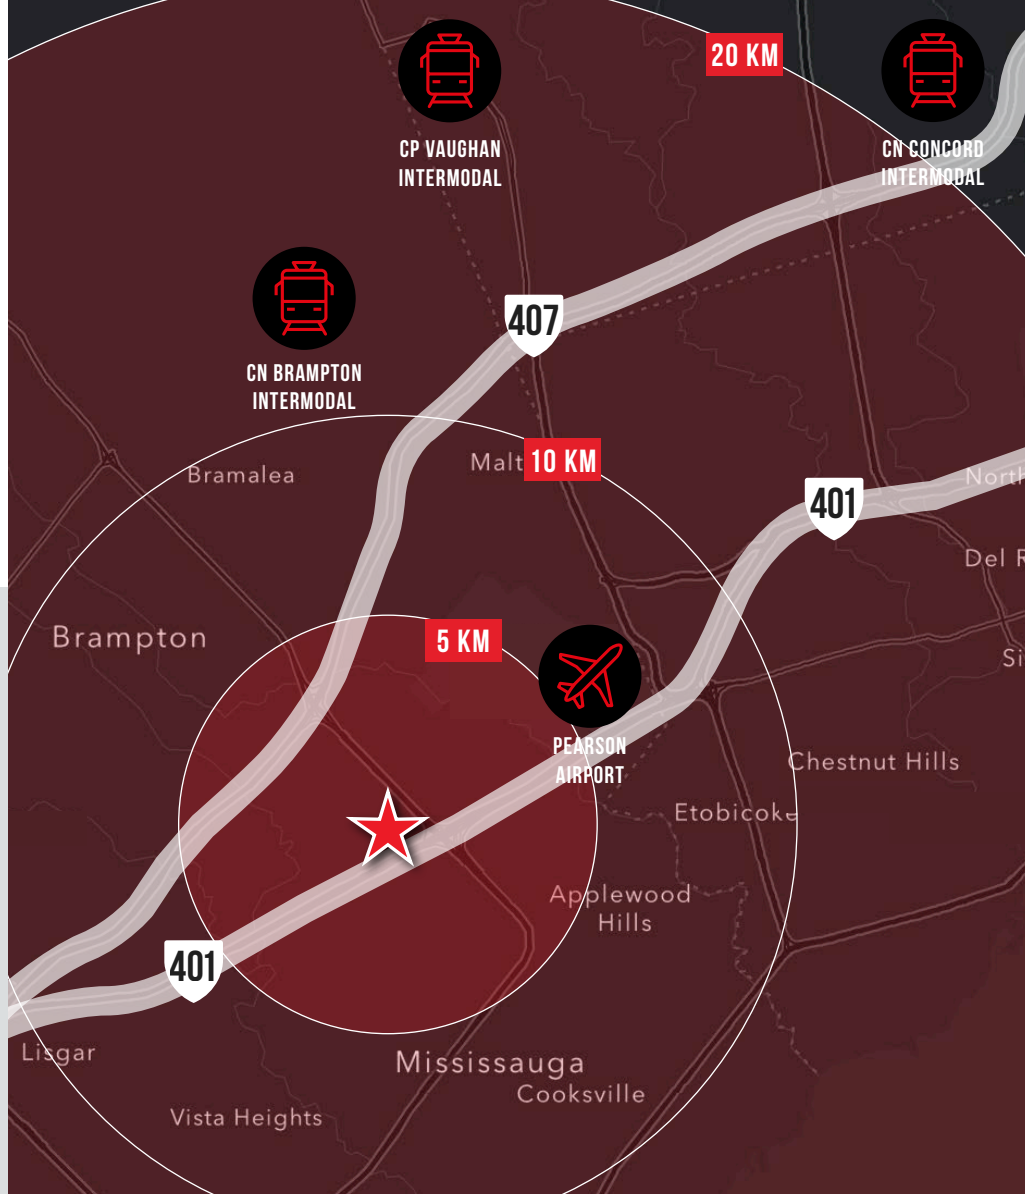 20 KM
CP VAUGHAN
INTERMODAL
CN CONCORD
INTERMODAL
407
CN BRAMPTON
INTERMODAL
Bramalea
Malt
10 KM
401
North
Del R
Brampton
5 KM
Si
PEARSON
AIRPORT
Chestnut Hills
Etobicoke
Applewood
Hills
401
Lisgar
Mississauga
Cooksville
Vista Heights